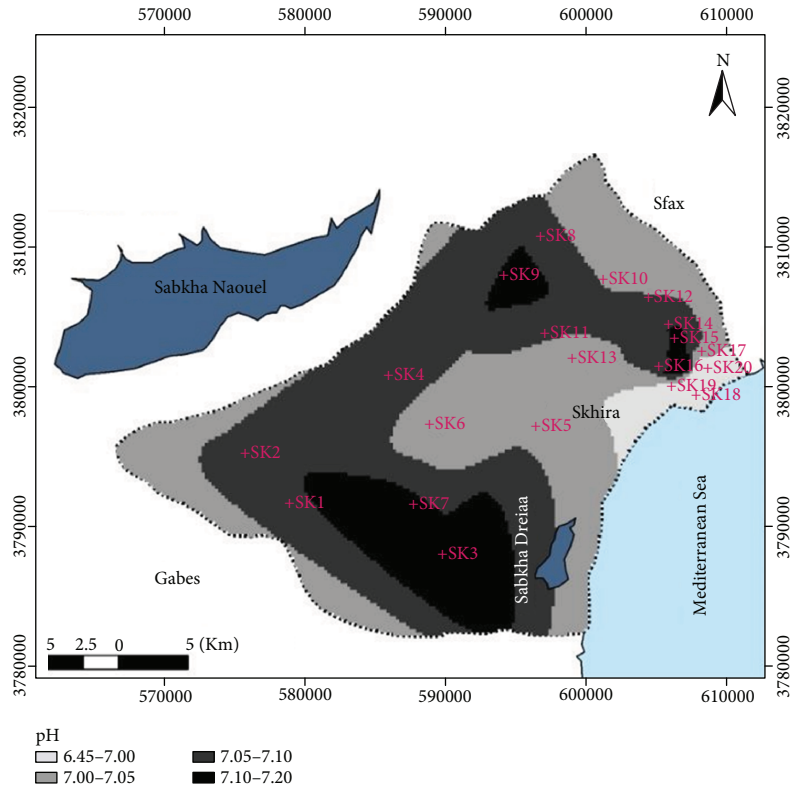 570000 580000 590000 600000 610000
N
3820000 3820000
Sfax
+SK8
3810000 3810000
+SK9 +SK10
Sabkha Naouel
+SK12
+SK14
+SK11 +SK15
+SK13 +SK17
+SK4 +SK16 +SK20
3800000 3800000
+SK19
+SK18
Skhira
+SK6 +SK5
+SK2
+SK1 +SK7
3790000 3790000
+SK3
Sabkha Dreiaa
Mediterranean Sea
Gabes
5 2.5 0 5 (Km)
3780000 3780000
570000 580000 590000 600000 610000
pH
6.45–7.00 7.05–7.10
7.00–7.05 7.10–7.20